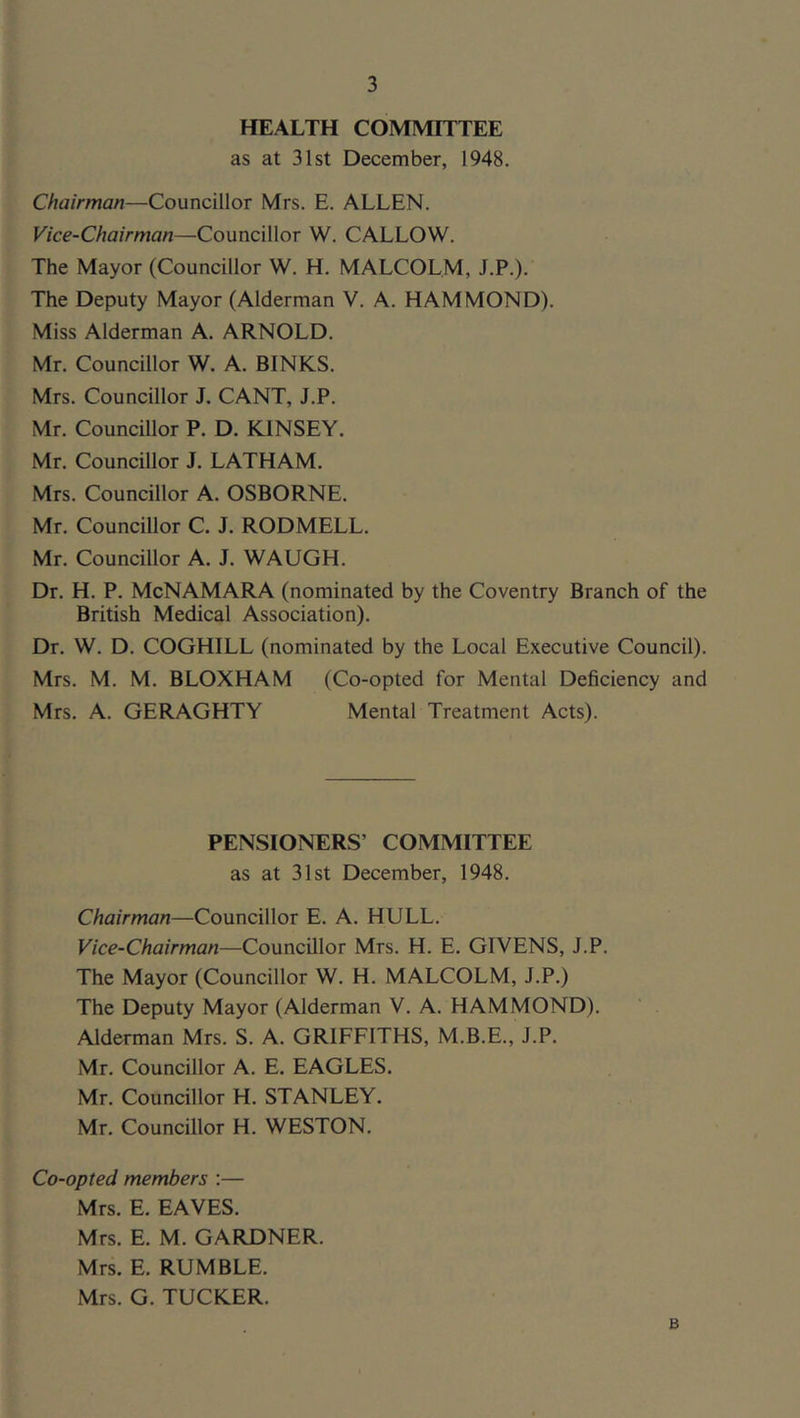 3
HEALTH COMMITTEE
as at 31st December, 1948.
Chairman—Councillor Mrs. E. ALLEN.
Vice-Chairman—Councillor W. CALLOW.
The Mayor (Councillor W. H. MALCOLM, J.P.).
The Deputy Mayor (Alderman V. A. HAMMOND).
Miss Alderman A. ARNOLD.
Mr. Councillor W. A. BINKS.
Mrs. Councillor J. CANT, J.P.
Mr. Councillor P. D. KINSEY.
Mr. Councillor J. LATHAM.
Mrs. Councillor A. OSBORNE.
Mr. Councillor C. J. RODMELL.
Mr. Councillor A. J. WAUGH.
Dr. H. P. McNAMARA (nominated by the Coventry Branch of the
British Medical Association).
Dr. W. D. COGHILL (nominated by the Local Executive Council).
Mrs. M. M. BLOXHAM (Co-opted for Mental Deficiency and
Mrs. A. GERAGHTY Mental Treatment Acts).
PENSIONERS' COMMITTEE
as at 31st December, 1948.
Chairman—Councillor E. A. HULL.
Vice-Chairman—Councillor Mrs. H. E. GIVENS, J.P.
The Mayor (Councillor W. H. MALCOLM, J.P.)
The Deputy Mayor (Alderman V. A. HAMMOND).
Alderman Mrs. S. A. GRIFFITHS, M.B.E., J.P.
Mr. Councillor A. E. EAGLES.
Mr. Councillor H. STANLEY.
Mr. Councillor H. WESTON.
Co-opted members :—
Mrs. E. EAVES.
Mrs. E. M. GARDNER.
Mrs. E. RUMBLE.
Mrs. G. TUCKER.
B